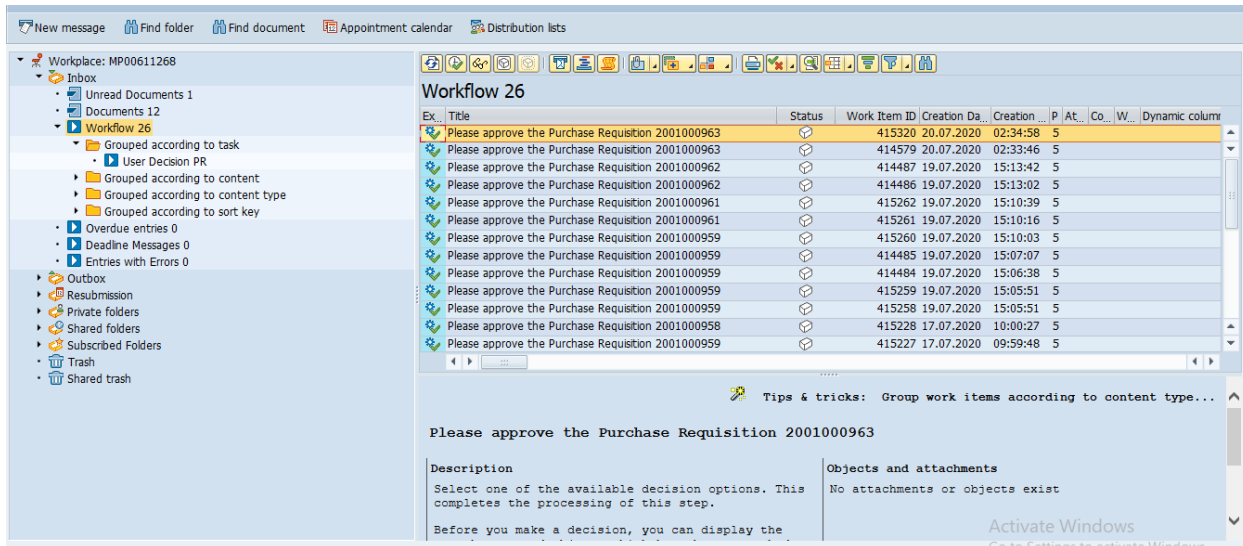 New message Find folder Find document Appointment calendar Distribution lists
Workplace: MP00611268
Inbox
Unread Documents 1
Documents 12
Workflow 26
Grouped according to task
User Decision PR
Grouped according to content
Grouped according to content type
Grouped according to sort key
Overdue entries 0
Deadline Messages 0
Entries with Errors 0
Outbox
Resubmission
Private folders
Shared folders
Subscribed Folders
Trash
Shared trash
Workflow 26
Ex... Title Status Work Item ID Creation Da... Creation ... P At... Co... W... Dynamic column
Please approve the Purchase Requisition 2001000963 415320 20.07.2020 02:34:58 5
Please approve the Purchase Requisition 2001000963 414579 20.07.2020 02:33:46 5
Please approve the Purchase Requisition 2001000962 414487 19.07.2020 15:13:42 5
Please approve the Purchase Requisition 2001000962 414486 19.07.2020 15:13:02 5
Please approve the Purchase Requisition 2001000961 415262 19.07.2020 15:10:39 5
Please approve the Purchase Requisition 2001000961 415261 19.07.2020 15:10:16 5
Please approve the Purchase Requisition 2001000959 415260 19.07.2020 15:10:03 5
Please approve the Purchase Requisition 2001000959 414485 19.07.2020 15:07:07 5
Please approve the Purchase Requisition 2001000959 414484 19.07.2020 15:06:38 5
Please approve the Purchase Requisition 2001000959 415259 19.07.2020 15:05:51 5
Please approve the Purchase Requisition 2001000959 415258 19.07.2020 15:05:51 5
Please approve the Purchase Requisition 2001000958 415228 17.07.2020 10:00:27 5
Please approve the Purchase Requisition 2001000959 415227 17.07.2020 09:59:48 5
Tips & tricks: Group work items according to content type...
Please approve the Purchase Requisition 2001000963
Description
Select one of the available decision options. This
completes the processing of this step.
Before you make a decision, you can display the
Objects and attachments
No attachments or objects exist
Activate Windows